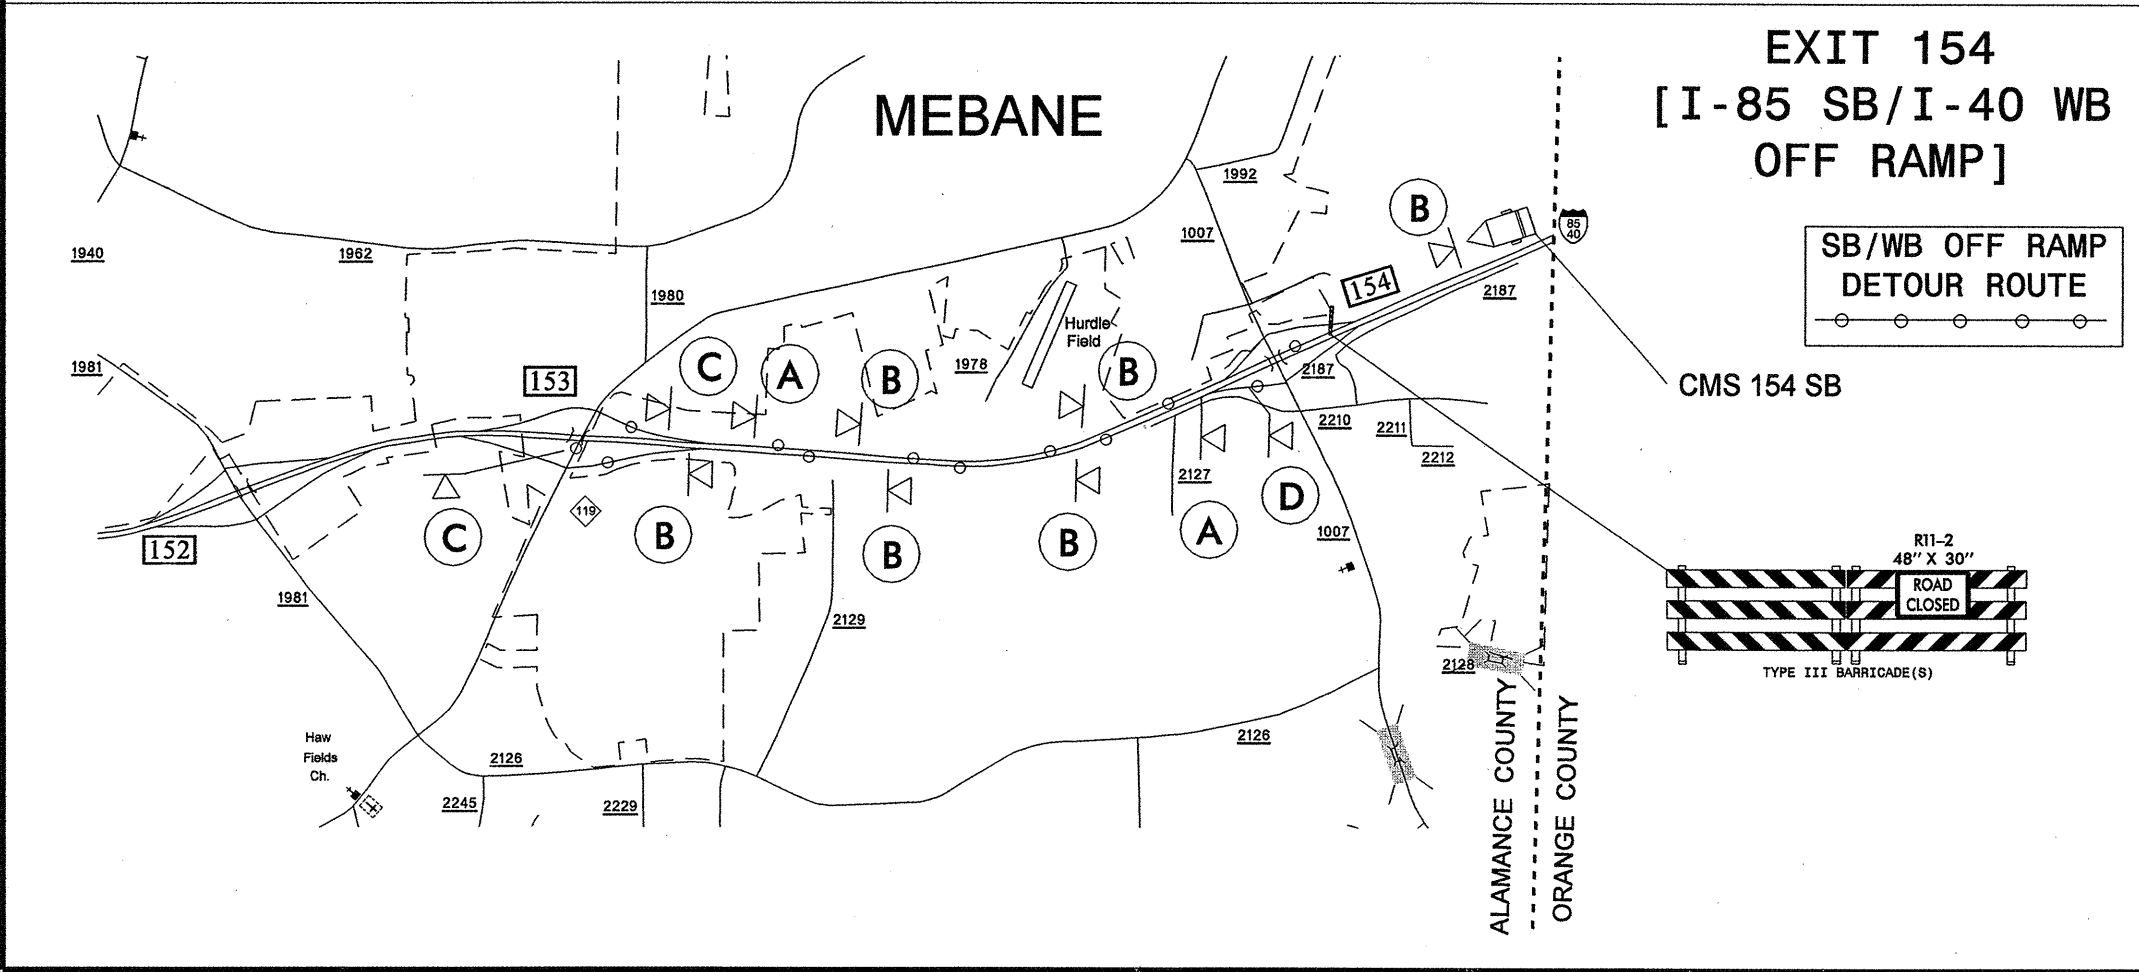 EXIT 154
[I-85 SB/I-40 WB
OFF RAMP]
MEBANE
SB/WB OFF RAMP
DETOUR ROUTE
CMS 154 SB
85
40
B
154
2187
1992
1007
1940
1962
1980
1981
153
C
A
B
1978
Hurdle
Field
B
2187
2210
2211
2212
2127
119
152
C
B
B
B
A
D
1007
1981
2129
2128
R11-2
48" X 30"
ROAD
CLOSED
TYPE III BARRICADE(S)
Haw
Fields
Ch.
2126
2126
2245
2229
ALAMANCE COUNTY
ORANGE COUNTY